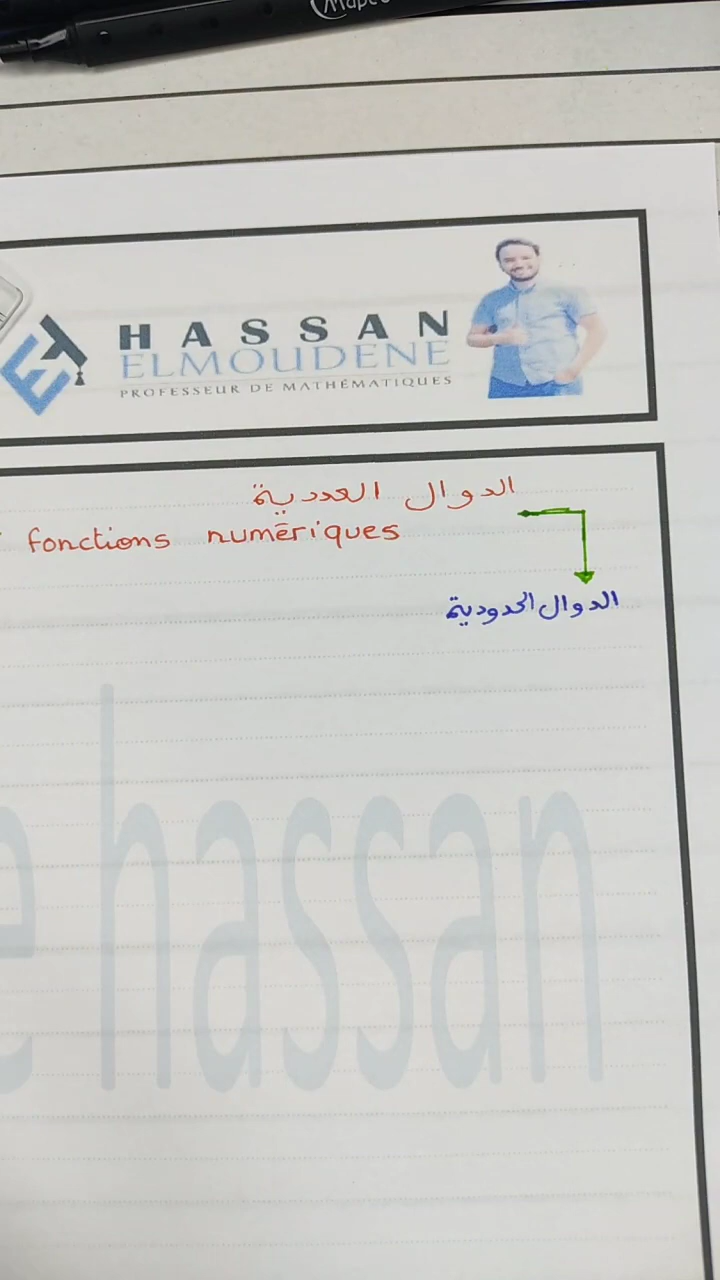 HASSAN
ELMOUDENE
PROFESSEUR DE MATHÉMATIQUES
الدوال العددية
fonctions numériques
الدوال الحدودية
hassan